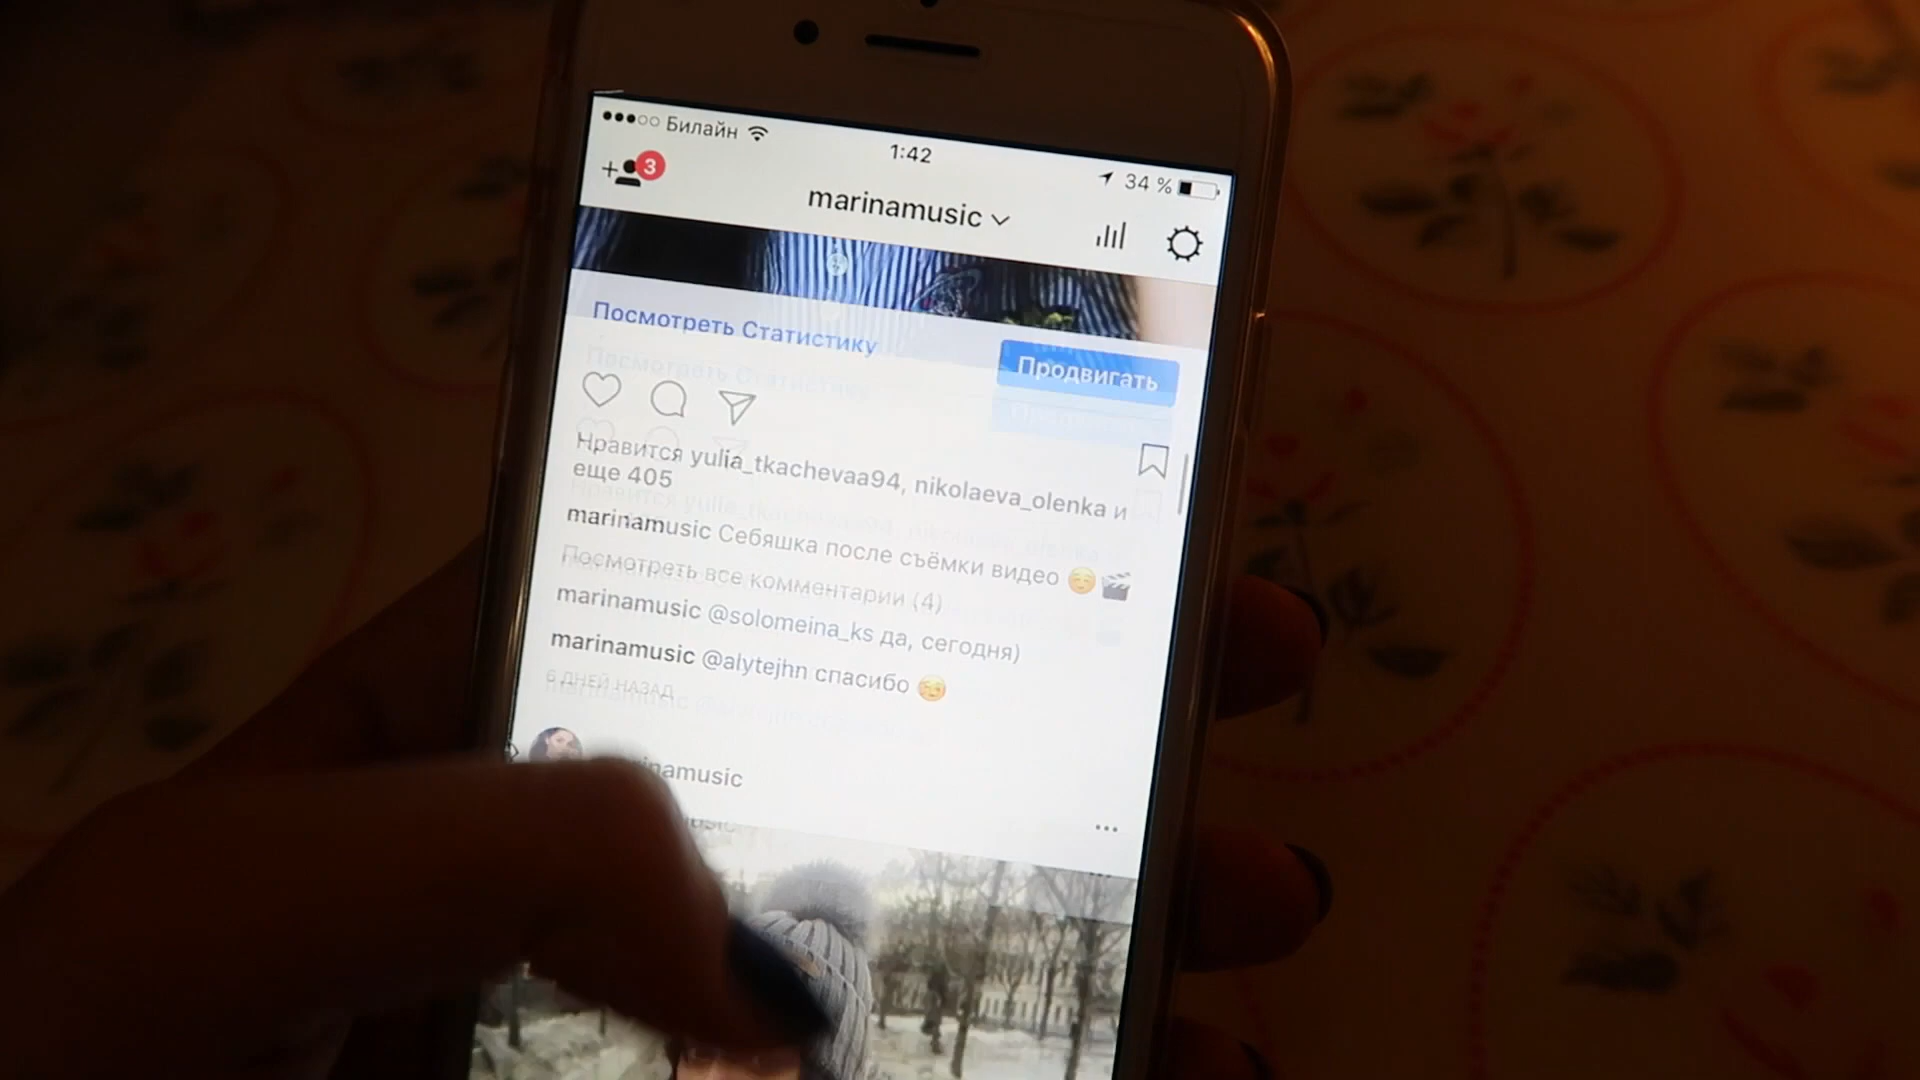 Билайн
1:42
34 %
3
marinamusic
Посмотреть Статистику
Продвигать
Нравится yulia_tkachevaa94, nikolaeva_olenka и
еще 405
marinamusic Себяшка после съёмки видео ☺️🎬
Посмотреть все комментарии (4)
marinamusic @solomeina_ks да, сегодня)
marinamusic @alytejhn спасибо 😊
6 ДНЕЙ НАЗАД
inamusic